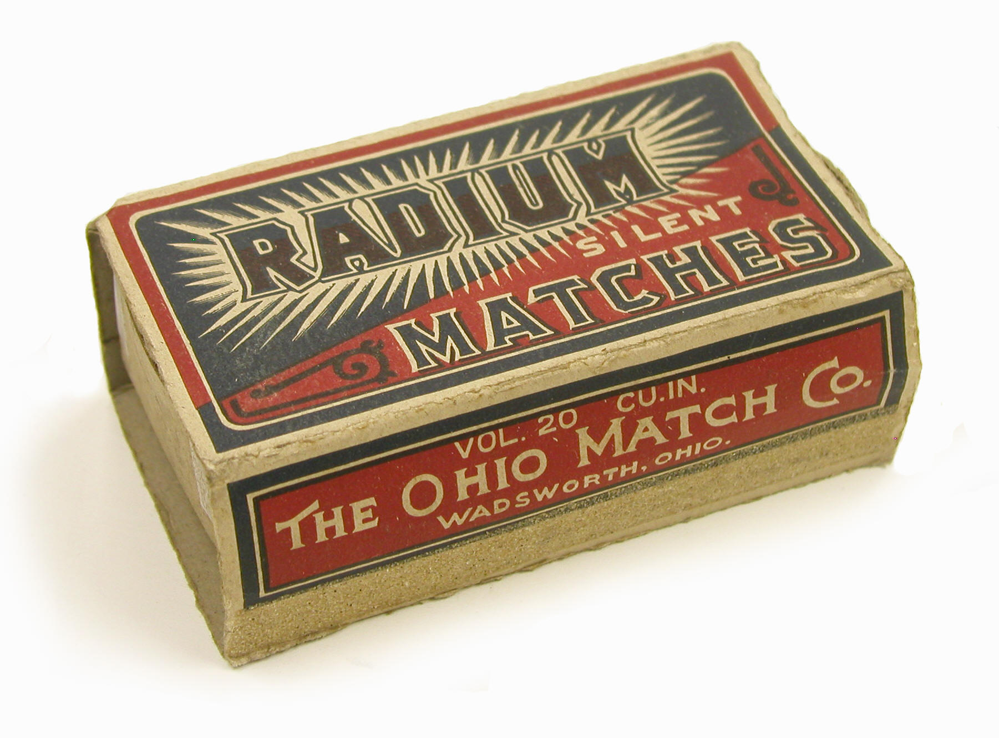 RADIUM
SILENT
MATCHES
VOL. 20 CU.IN.
THE OHIO MATCH CO.
WADSWORTH, OHIO.